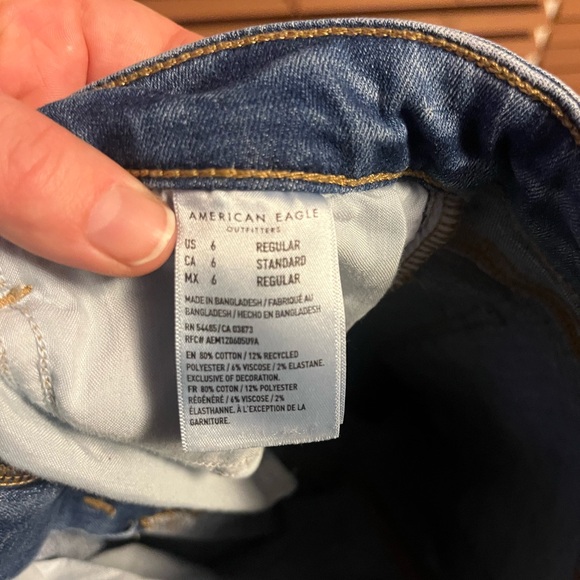 AMERICAN EAGLE
OUTFITTERS
US 6 REGULAR
CA 6 STANDARD
MX 6 REGULAR
MADE IN BANGLADESH / FABRIQUÉ AU
BANGLADESH / HECHO EN BANGLADESH
RN 54485 / CA 03873
RFC# AEM120605U9A
EN 80% COTTON / 12% RECYCLED
POLYESTER / 6% VISCOSE / 2% ELASTANE.
EXCLUSIVE OF DECORATION.
FR 80% COTON / 12% POLYESTER
RÉGÉNÉRÉ / 6% VISCOSE / 2%
ÉLASTHANNE. À L'EXCEPTION DE LA
GARNITURE.